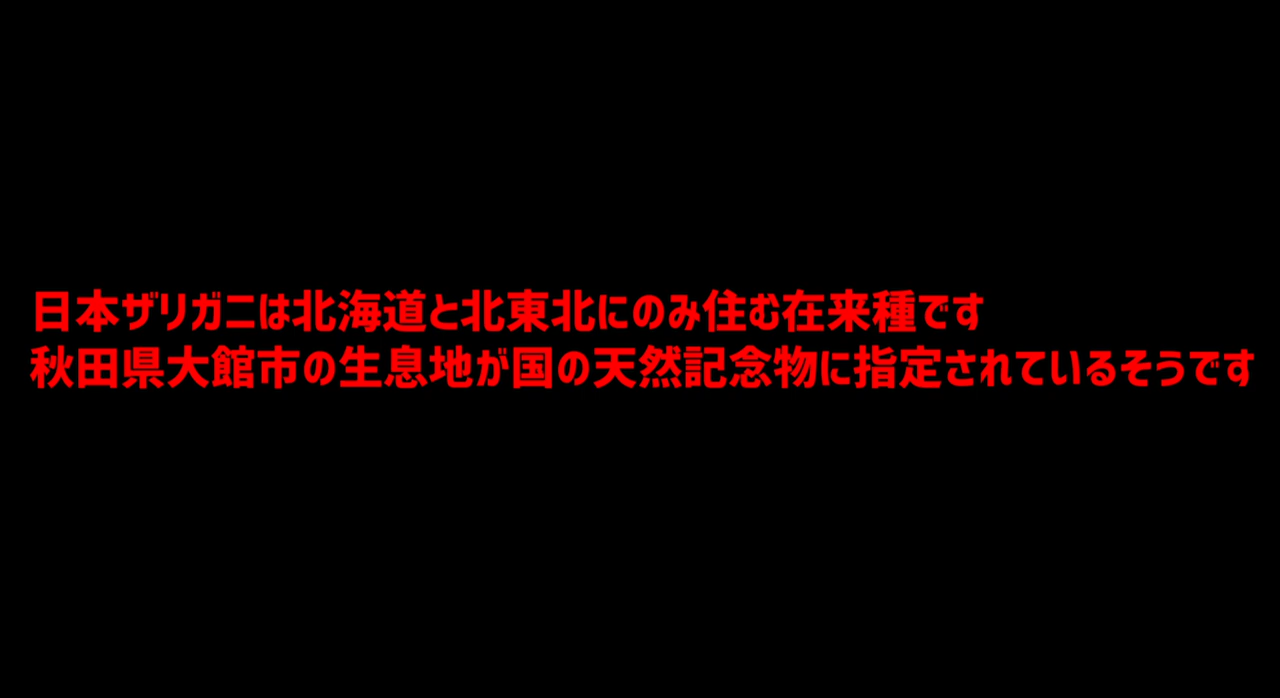 日本ザリガニは北海道と北東北にのみ住む在来種です
秋田県大館市の生息地が国の天然記念物に指定されているそうです